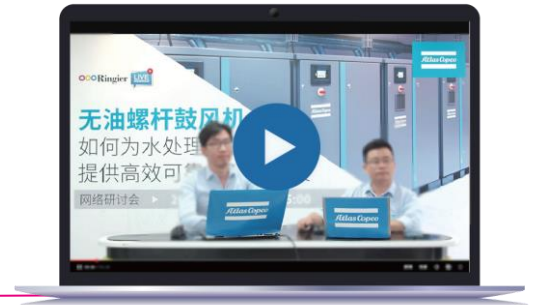 Ringier LIVE
Atlas Copco
无油螺杆鼓风机
如何为水处理
提供高效可
网络研讨会
Atlas Copco
Atlas Copco